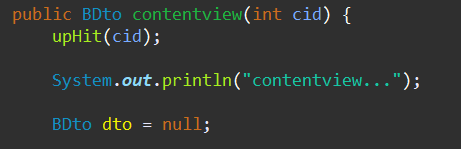 public BDto contentview(int cid) {
upHit(cid);
System.out.println("contentview...");
BDto dto = null;